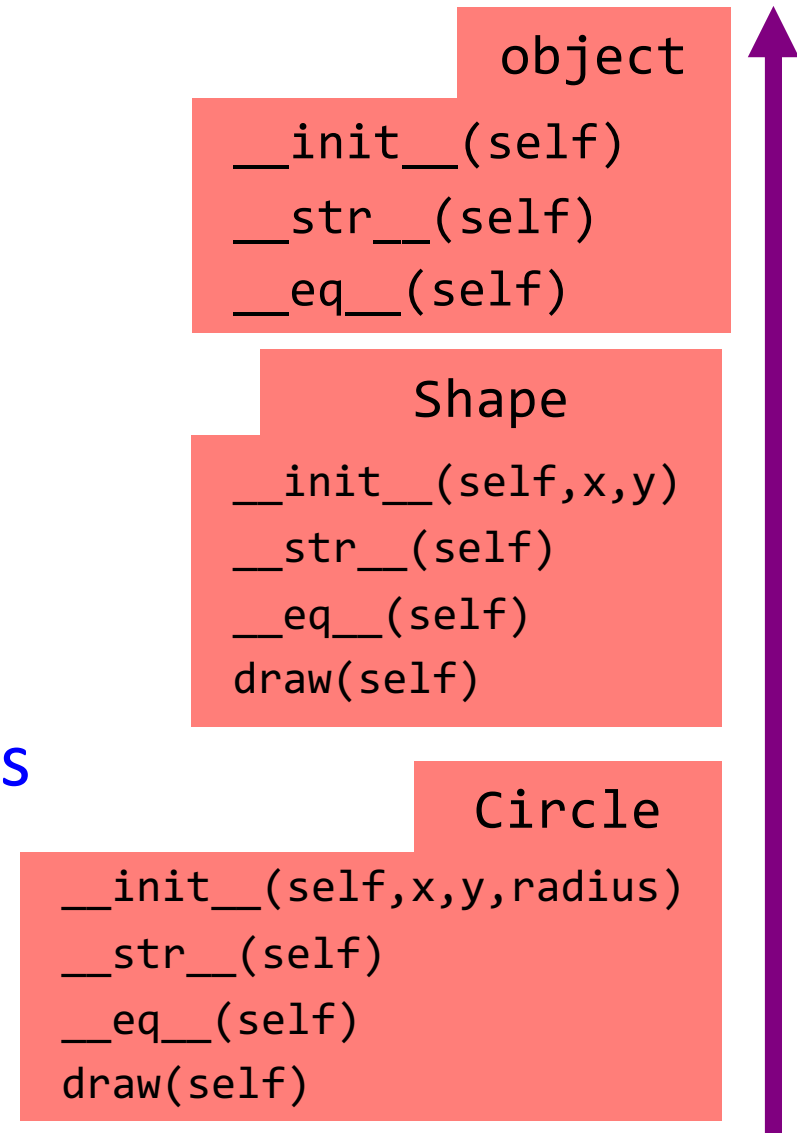 object
__init__(self)
__str__(self)
__eq__(self)
Shape
__init__(self,x,y)
__str__(self)
__eq__(self)
draw(self)
s
Circle
__init__(self,x,y,radius)
__str__(self)
__eq__(self)
draw(self)